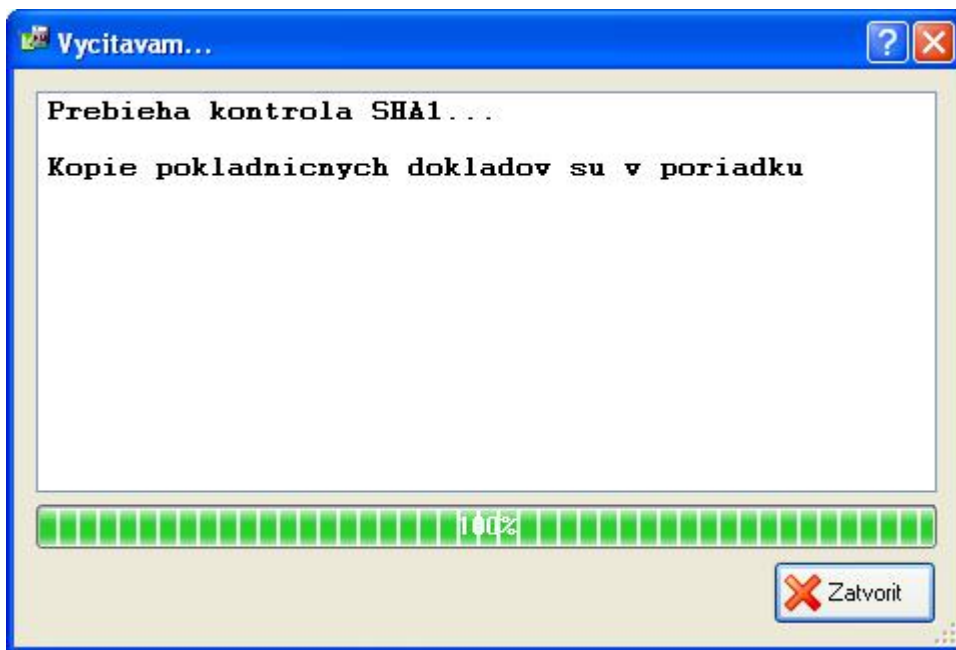 Vycitavam...
Prebieha kontrola SHA1...
Kopie pokladnicnych dokladov su v poriadku
100%
Zatvorit